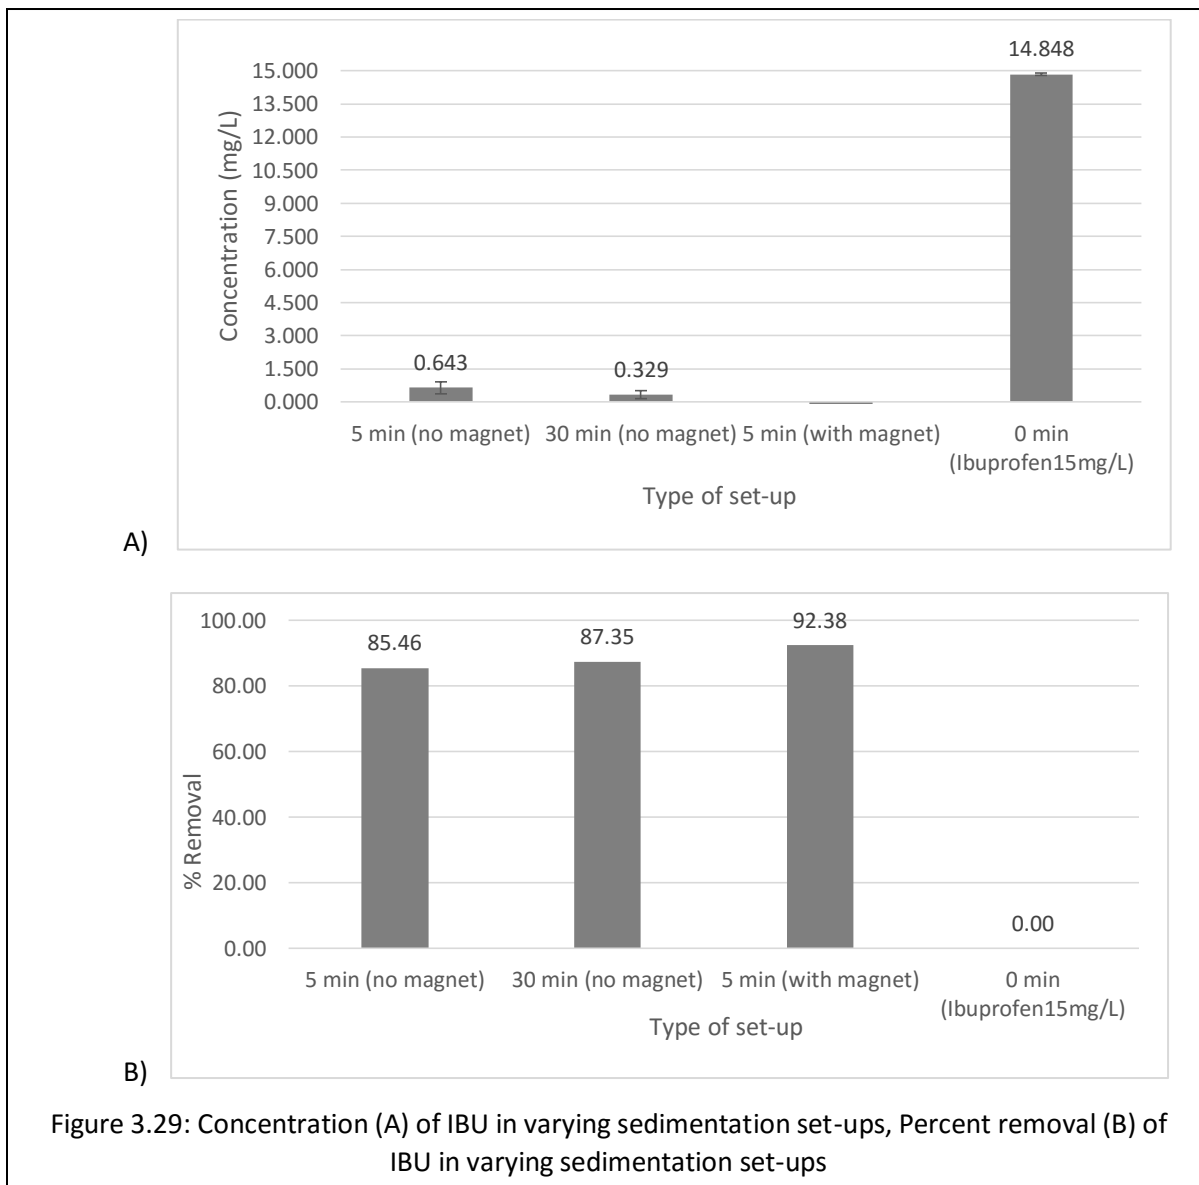 14.848
15.000
13.500
12.000
10.500
9.000
7.500
6.000
4.500
3.000
1.500
0.000
Concentration (mg/L)
0.643
0.329
5 min (no magnet) 30 min (no magnet) 5 min (with magnet) 0 min
(Ibuprofen15mg/L)
Type of set-up
A)
100.00
80.00
60.00
40.00
20.00
0.00
% Removal
85.46
87.35
92.38
0.00
5 min (no magnet) 30 min (no magnet) 5 min (with magnet) 0 min
(Ibuprofen15mg/L)
Type of set-up
B)
Figure 3.29: Concentration (A) of IBU in varying sedimentation set-ups, Percent removal (B) of
IBU in varying sedimentation set-ups